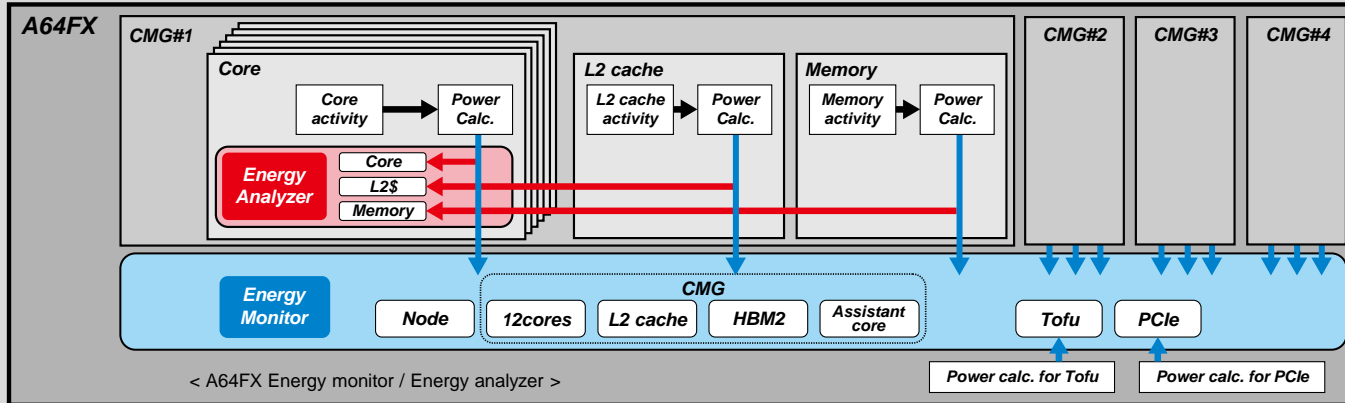 A64FX
CMG#1
CMG#2
CMG#3
CMG#4
Core
L2 cache
Memory
Core
activity
Power
Calc.
L2 cache
activity
Power
Calc.
Memory
activity
Power
Calc.
Energy
Analyzer
Core
L2$
Memory
Energy
Monitor
CMG
Node
12cores
L2 cache
HBM2
Assistant
core
Tofu
PCIe
< A64FX Energy monitor / Energy analyzer >
Power calc. for Tofu
Power calc. for PCIe